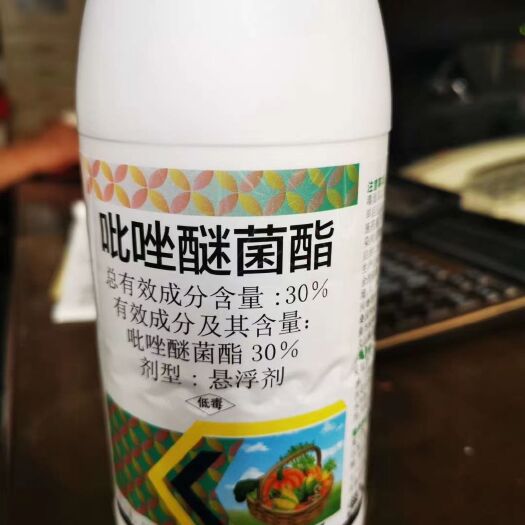 吡唑醚菌酯
总有效成分含量:30%
有效成分及其含量:
吡唑醚菌酯 30%
剂型:悬浮剂
低毒